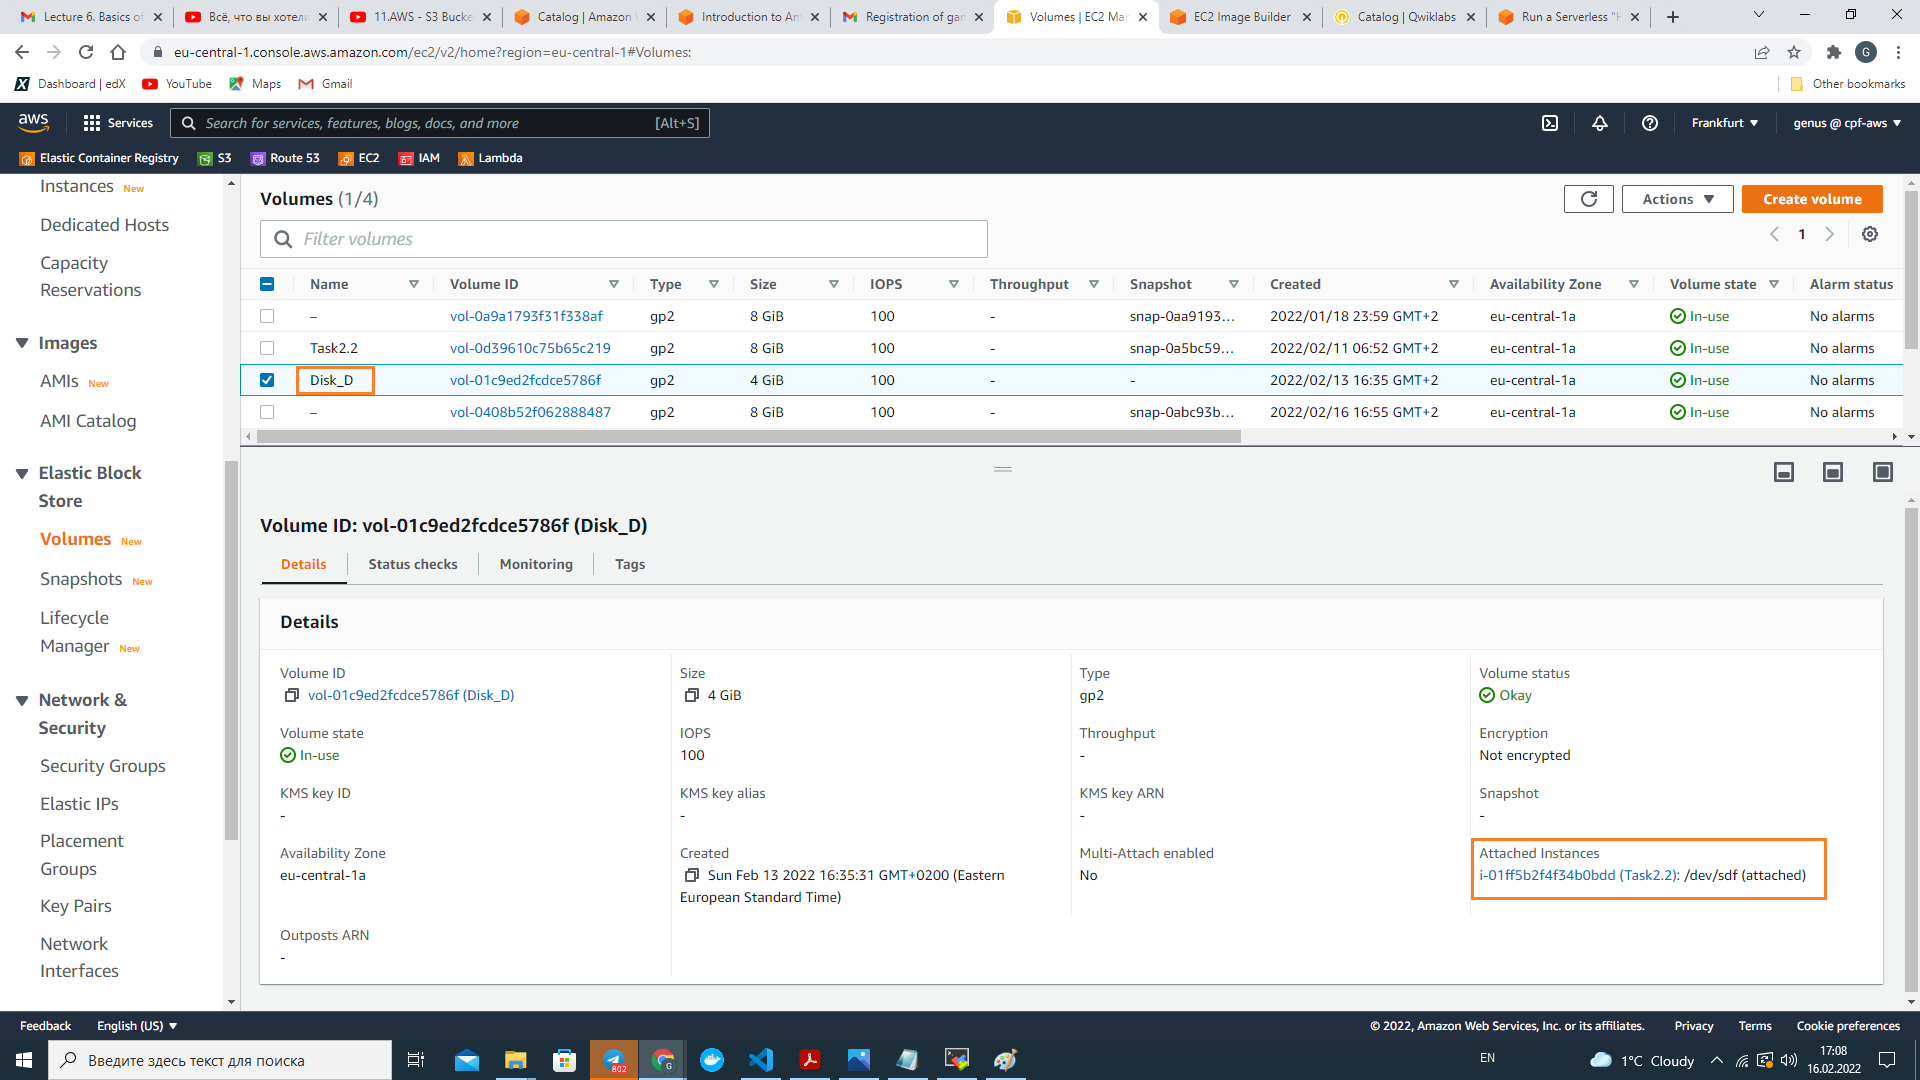 Lecture 6. Basics of
Всё, что вы хотели
11.AWS - S3 Bucke
Catalog | Amazon
Introduction to Am
Registration of gam
Volumes | EC2 Man
EC2 Image Builder
Catalog | Qwiklabs
Run a Serverless "H
eu-central-1.console.aws.amazon.com/ec2/v2/home?region=eu-central-1#Volumes:
G
Dashboard | edX
YouTube
Maps
Gmail
Other bookmarks
aws
Services
Search for services, features, blogs, docs, and more
[Alt+S]
Frankfurt
genus @ cpf-aws
Elastic Container Registry
S3
Route 53
EC2
IAM
Lambda
Instances New
Dedicated Hosts
Capacity
Reservations
Images
AMIs New
AMI Catalog
Elastic Block
Store
Volumes New
Snapshots New
Lifecycle
Manager New
Network &
Security
Security Groups
Elastic IPs
Placement
Groups
Key Pairs
Network
Interfaces
Volumes (1/4)
Actions
Create volume
Filter volumes
1
Name Volume ID Type Size IOPS Throughput Snapshot Created Availability Zone Volume state Alarm status
– vol-0a9a1793f31f338af gp2 8 GiB 100 - snap-0aa9193... 2022/01/18 23:59 GMT+2 eu-central-1a In-use No alarms
Task2.2 vol-0d39610c75b65c219 gp2 8 GiB 100 - snap-0a5bc59... 2022/02/11 06:52 GMT+2 eu-central-1a In-use No alarms
Disk_D vol-01c9ed2fcdce5786f gp2 4 GiB 100 - - 2022/02/13 16:35 GMT+2 eu-central-1a In-use No alarms
– vol-0408b52f062888487 gp2 8 GiB 100 - snap-0abc93b... 2022/02/16 16:55 GMT+2 eu-central-1a In-use No alarms
Volume ID: vol-01c9ed2fcdce5786f (Disk_D)
Details
Status checks
Monitoring
Tags
Details
Volume ID
vol-01c9ed2fcdce5786f (Disk_D)
Size
4 GiB
Type
gp2
Volume status
Okay
Volume state
In-use
IOPS
100
Throughput
-
Encryption
Not encrypted
KMS key ID
-
KMS key alias
-
KMS key ARN
-
Snapshot
-
Availability Zone
eu-central-1a
Created
Sun Feb 13 2022 16:35:31 GMT+0200 (Eastern
European Standard Time)
Multi-Attach enabled
No
Attached Instances
i-01ff5b2f4f34b0bdd (Task2.2): /dev/sdf (attached)
Outposts ARN
-
Feedback
English (US)
© 2022, Amazon Web Services, Inc. or its affiliates.
Privacy
Terms
Cookie preferences
Введите здесь текст для поиска
802
EN
1°C Cloudy
17:08
16.02.2022